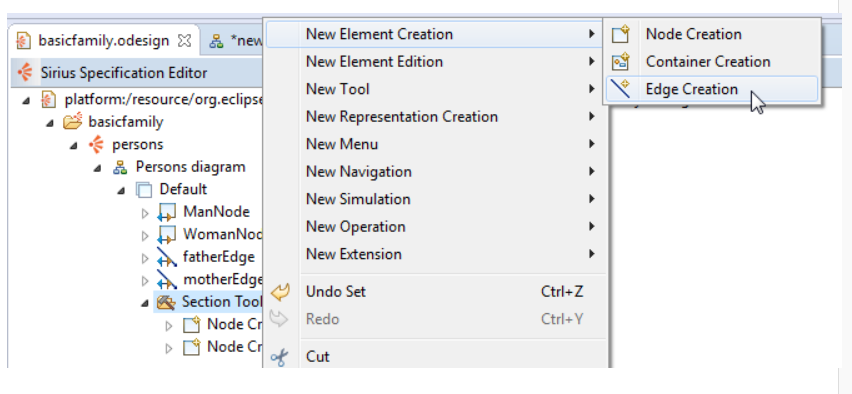 basicfamily.odesign
*new
Sirius Specification Editor
platform:/resource/org.eclipse
basicfamily
persons
Persons diagram
Default
ManNode
WomanNod
fatherEdge
motherEdge
Section Tool
Node Cr
Node Cr
New Element Creation
New Element Edition
New Tool
New Representation Creation
New Menu
New Navigation
New Simulation
New Operation
New Extension
Undo Set Ctrl+Z
Redo Ctrl+Y
Cut
Node Creation
Container Creation
Edge Creation